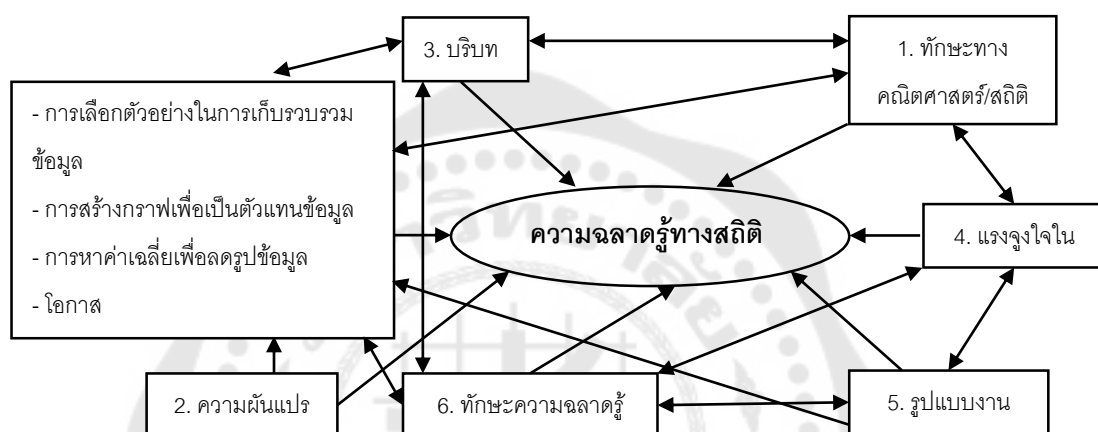 3. บริบท
1. ทักษะทาง
คณิตศาสตร์/สถิติ
- การเลือกตัวอย่างในการเก็บรวบรวม
ข้อมูล
- การสร้างกราฟเพื่อเป็นตัวแทนข้อมูล
- การหาค่าเฉลี่ยเพื่อลดรูปข้อมูล
- โอกาส
ความฉลาดรู้ทางสถิติ
4. แรงจูงใจใน
2. ความผันแปร
6. ทักษะความฉลาดรู้
5. รูปแบบงาน